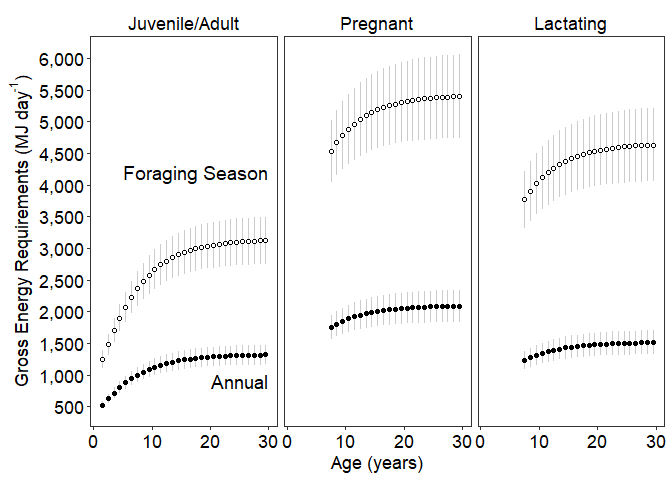 Juvenile/Adult
Pregnant
Lactating
Gross Energy Requirements (MJ day-1)
6,000
5,500
5,000
4,500
4,000
3,500
3,000
2,500
2,000
1,500
1,000
500
Foraging Season
Annual
0 10 20 30
0 10 20 30
0 10 20 30
Age (years)